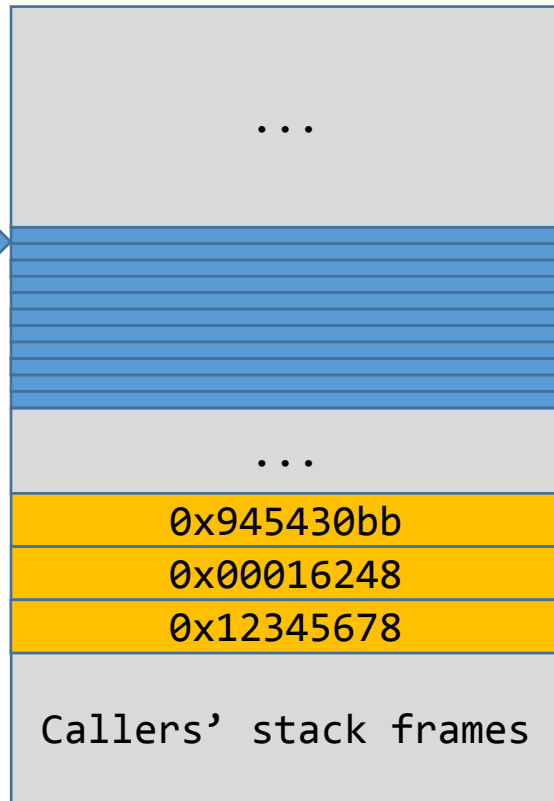 ...
...
0x945430bb
0x00016248
0x12345678
Callers’ stack frames